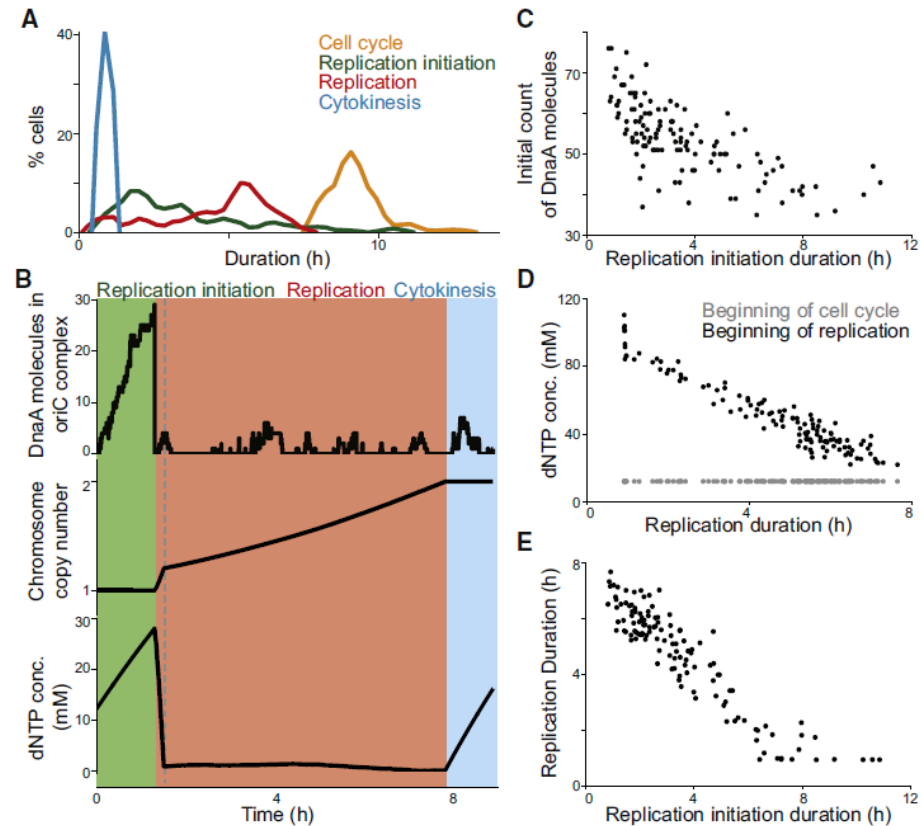 A
40
20
0
% cells
Cell cycle
Replication initiation
Replication
Cytokinesis
0
10
Duration (h)
B
Replication initiation Replication Cytokinesis
DnaA molecules in
oriC complex
30
20
10
0
Chromosome
copy number
2
1
dNTP conc.
(mM)
30
20
10
0
0
4
8
Time (h)
C
Initial count
of DnaA molecules
70
50
30
0
4
8
12
Replication initiation duration (h)
D
dNTP conc. (mM)
120
80
40
0
Beginning of cell cycle
Beginning of replication
0
4
8
Replication duration (h)
E
Replication Duration (h)
8
4
0
0
4
8
12
Replication initiation duration (h)